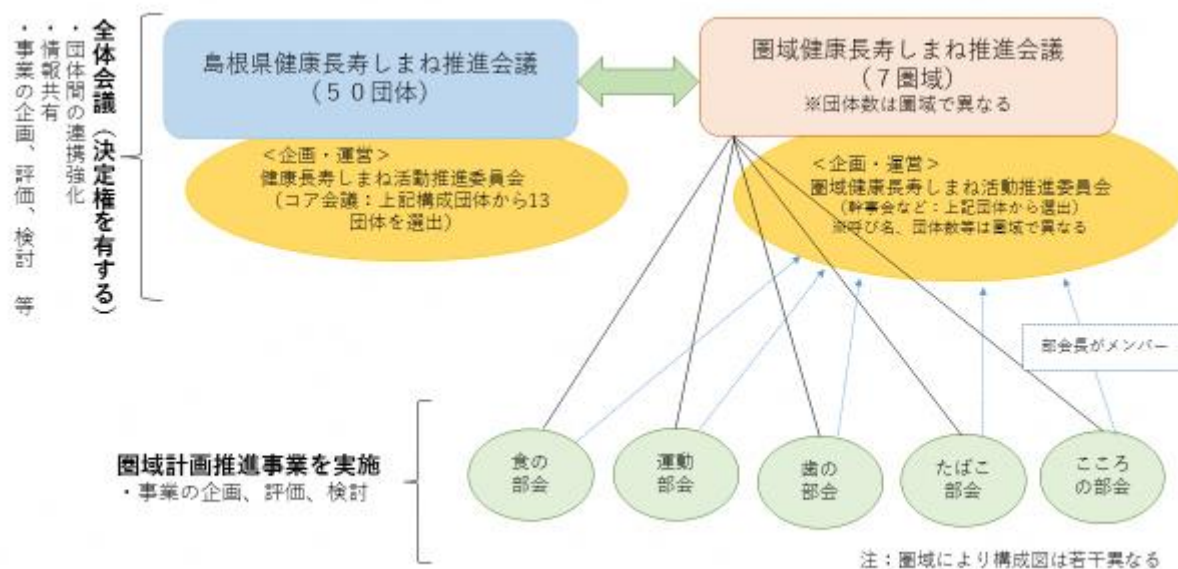 全体会議（決定権を有する）
・団体間の連携強化
・情報共有
・事業の企画、評価、検討　等
島根県健康長寿しまね推進会議
（５０団体）
圏域健康長寿しまね推進会議
（７圏域）
※団体数は圏域で異なる
＜企画・運営＞
健康長寿しまね活動推進委員会
（コア会議：上記構成団体から13
団体を選出）
＜企画・運営＞
圏域健康長寿しまね活動推進委員会
（幹事会など：上記団体から選出）
※呼び名、団体数等は圏域で異なる
部会長がメンバー
圏域計画推進事業を実施
・事業の企画、評価、検討
食の
部会
運動
部会
歯の
部会
たばこ
部会
こころ
の部会
注：圏域により構成図は若干異なる